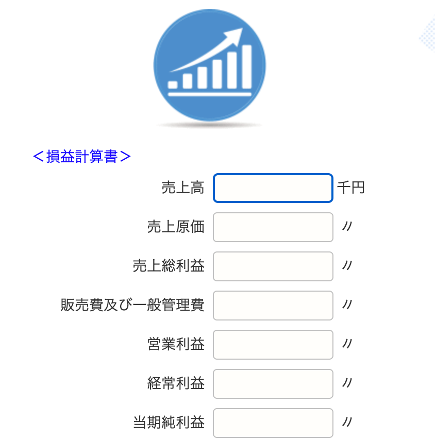 ＜損益計算書＞
売上高 千円
売上原価 〃
売上総利益 〃
販売費及び一般管理費 〃
営業利益 〃
経常利益 〃
当期純利益 〃